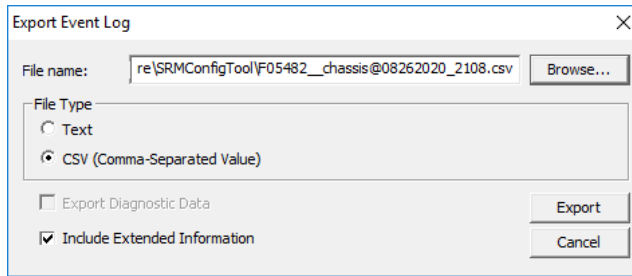 Export Event Log
File name: re\SRMConfigTool\F05482__chassis@08262020_2108.csv Browse...
File Type
Text
CSV (Comma-Separated Value)
Export Diagnostic Data Export
Include Extended Information Cancel